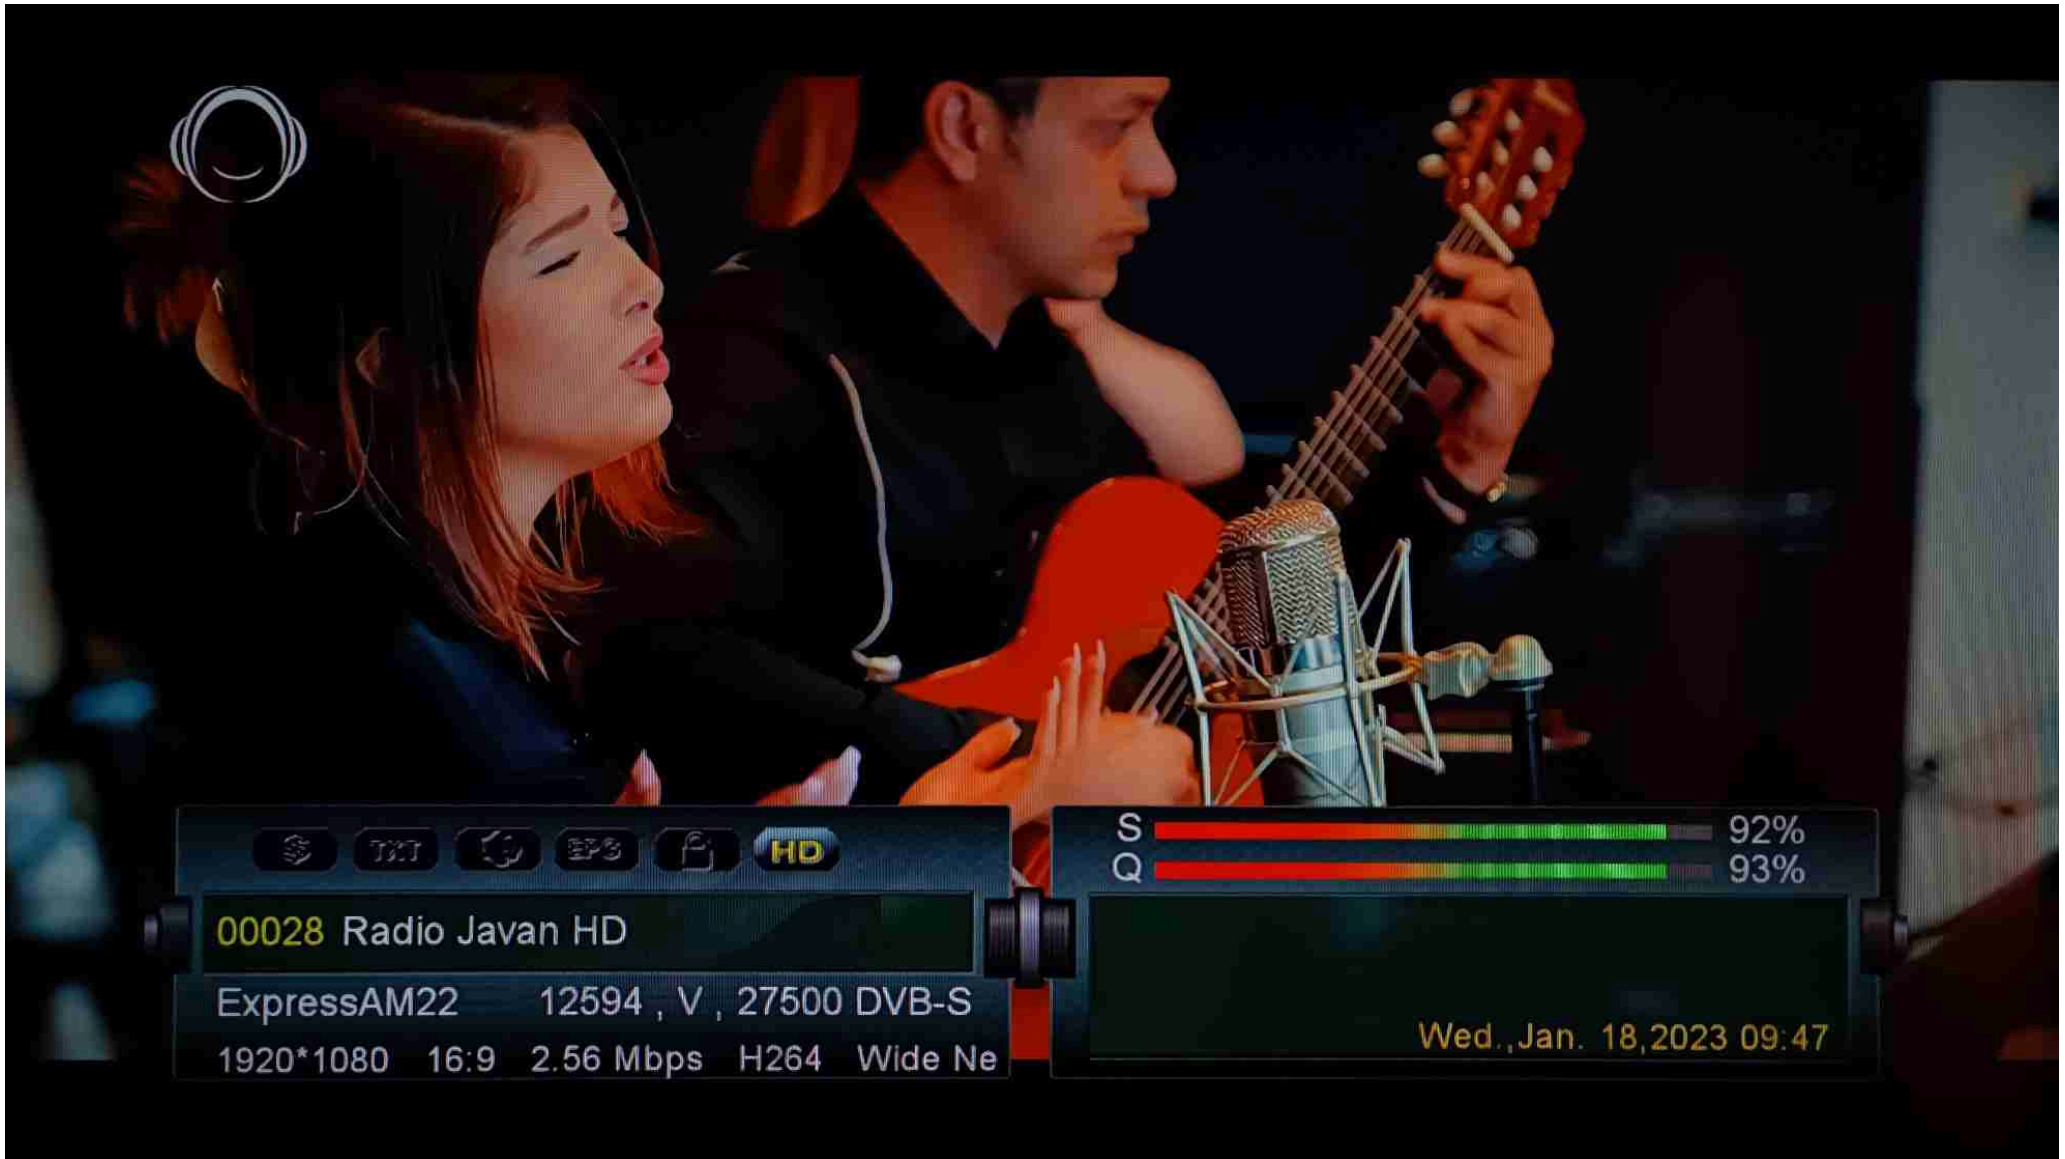 $ TXT EPG HD
S 92%
Q 93%
00028 Radio Javan HD
ExpressAM22 12594 , V , 27500 DVB-S
1920*1080 16:9 2.56 Mbps H264 Wide Ne
Wed.,Jan. 18,2023 09:47